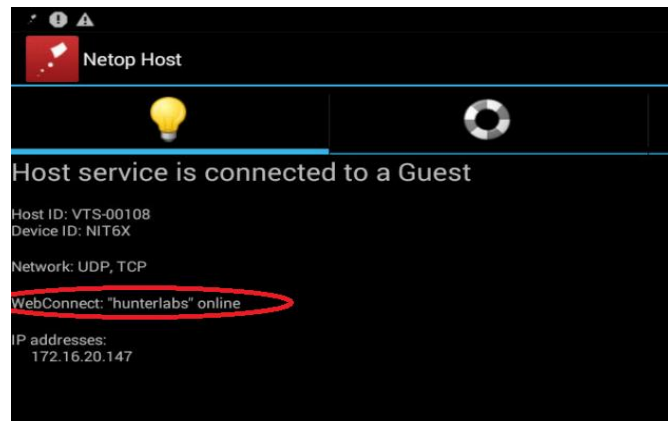 Netop Host
Host service is connected to a Guest
Host ID: VTS-00108
Device ID: NIT6X
Network: UDP, TCP
WebConnect: "hunterlabs" online
IP addresses:
172.16.20.147